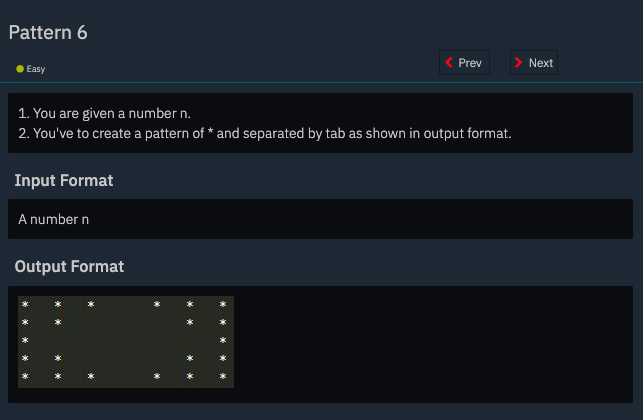 Pattern 6
Easy
Prev
Next
1. You are given a number n.
2. You've to create a pattern of * and separated by tab as shown in output format.
Input Format
A number n
Output Format
*	*	*		*	*	*
*	*				*	*
*						*
*	*				*	*
*	*	*		*	*	*